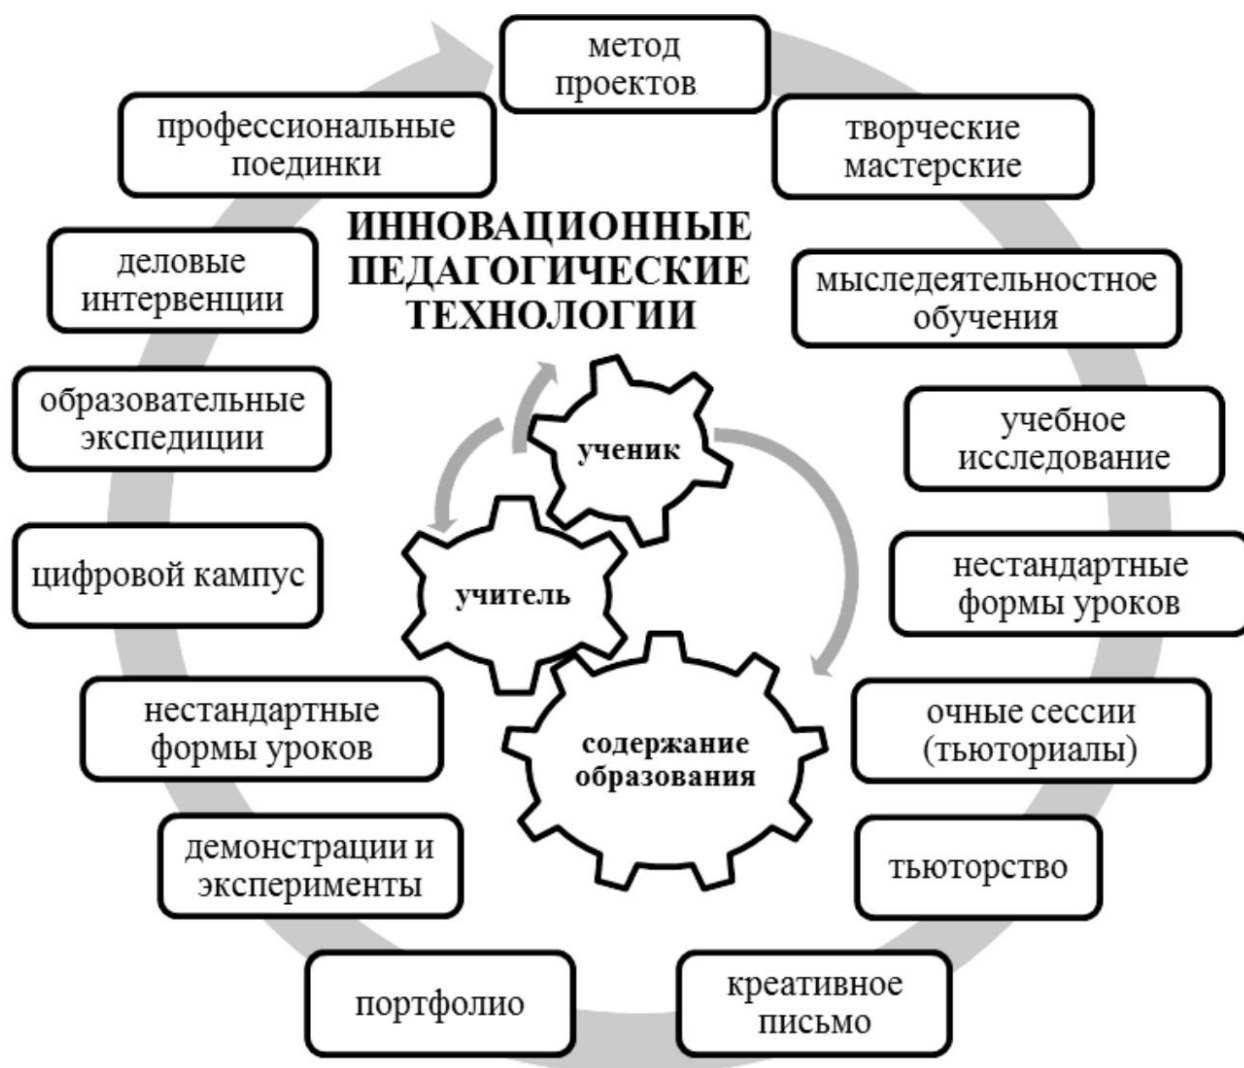 метод
проектов
творческие
мастерские
мыследеятельностное
обучения
учебное
исследование
нестандартные
формы уроков
очные сессии
(тьюториалы)
тьюторство
креативное
письмо
портфолио
демонстрации и
эксперименты
нестандартные
формы уроков
цифровой кампус
образовательные
экспедиции
деловые
интервенции
профессиональные
поединки
ИННОВАЦИОННЫЕ
ПЕДАГОГИЧЕСКИЕ
ТЕХНОЛОГИИ
ученик
учитель
содержание
образования